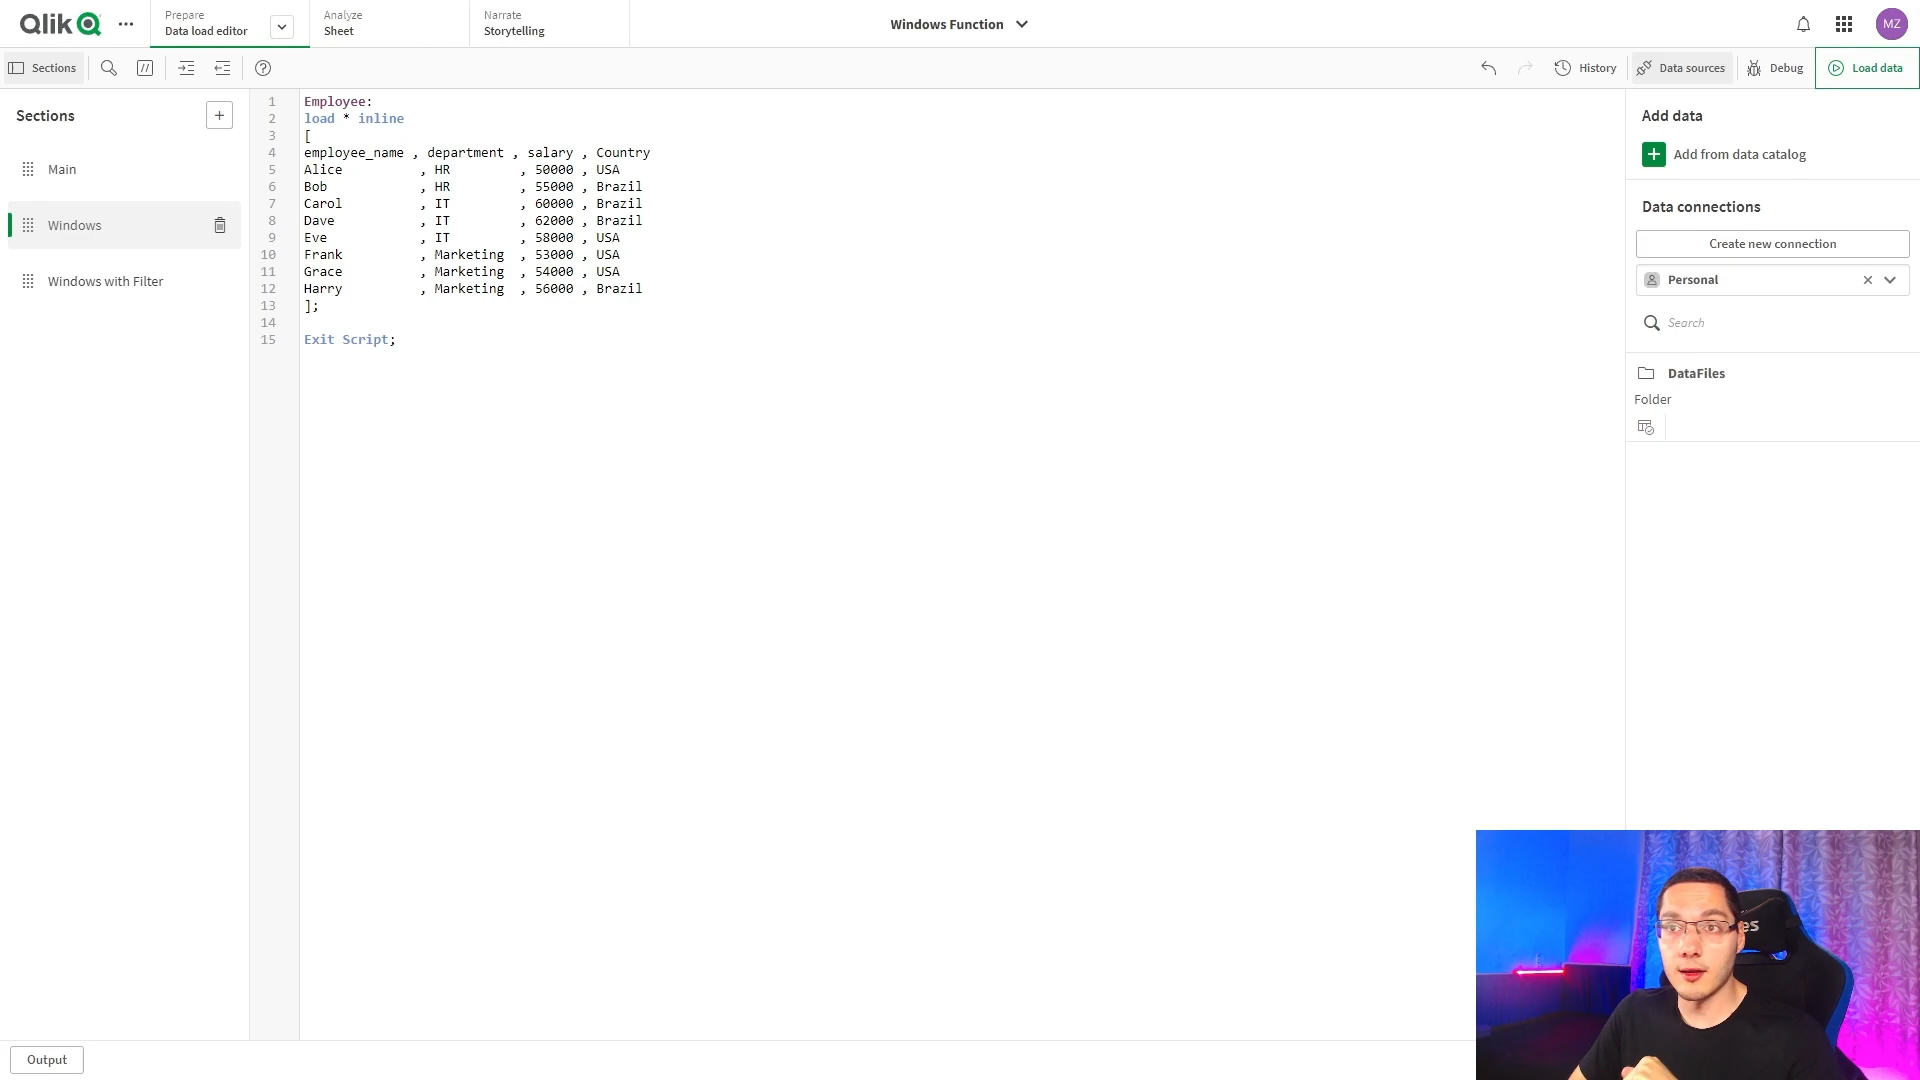 Qlik
Prepare
Data load editor
Analyze
Sheet
Narrate
Storytelling
Windows Function
MZ
Sections
//
?
History
Data sources
Debug
Load data
Sections
+
Main
Windows
Windows with Filter
1 Employee:
2 load * inline
3 [
4 employee_name , department , salary , Country
5 Alice , HR , 50000 , USA
6 Bob , HR , 55000 , Brazil
7 Carol , IT , 60000 , Brazil
8 Dave , IT , 62000 , Brazil
9 Eve , IT , 58000 , USA
10 Frank , Marketing , 53000 , USA
11 Grace , Marketing , 54000 , USA
12 Harry , Marketing , 56000 , Brazil
13 ];
14
15 Exit Script;
Add data
Add from data catalog
Data connections
Create new connection
Personal
Search
DataFiles
Folder
Output